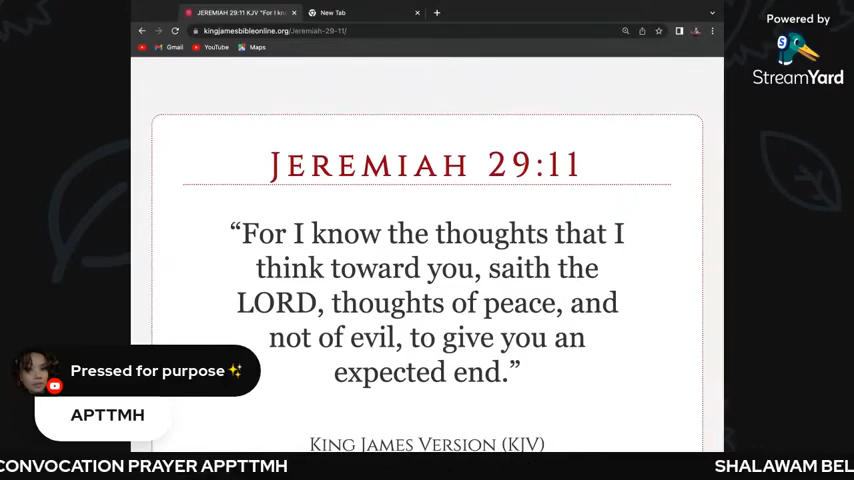 JEREMIAH 29:11 KJV "For I kn
New Tab
Powered by
kingjamesbibleonline.org/Jeremiah-29-11/
Gmail
YouTube
Maps
StreamYard
JEREMIAH 29:11
“For I know the thoughts that I
think toward you, saith the
LORD, thoughts of peace, and
not of evil, to give you an
expected end.”
Pressed for purpose✨
APTTMH
KING JAMES VERSION (KJV)
CONVOCATION PRAYER APPTTMH
SHALAWAM BEL